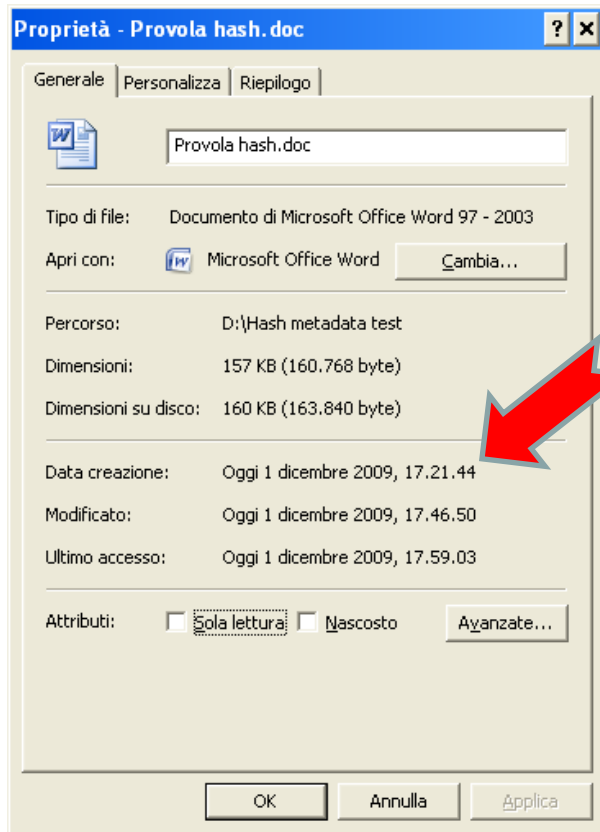 Proprietà - Provola hash.doc
? ×
Generale Personalizza Riepilogo
Provola hash.doc
Tipo di file: Documento di Microsoft Office Word 97 - 2003
Apri con: Microsoft Office Word Cambia...
Percorso: D:\Hash metadata test
Dimensioni: 157 KB (160.768 byte)
Dimensioni su disco: 160 KB (163.840 byte)
Data creazione: Oggi 1 dicembre 2009, 17.21.44
Modificato: Oggi 1 dicembre 2009, 17.46.50
Ultimo accesso: Oggi 1 dicembre 2009, 17.59.03
Attributi: Sola lettura Nascosto Avanzate...
OK Annulla Applica